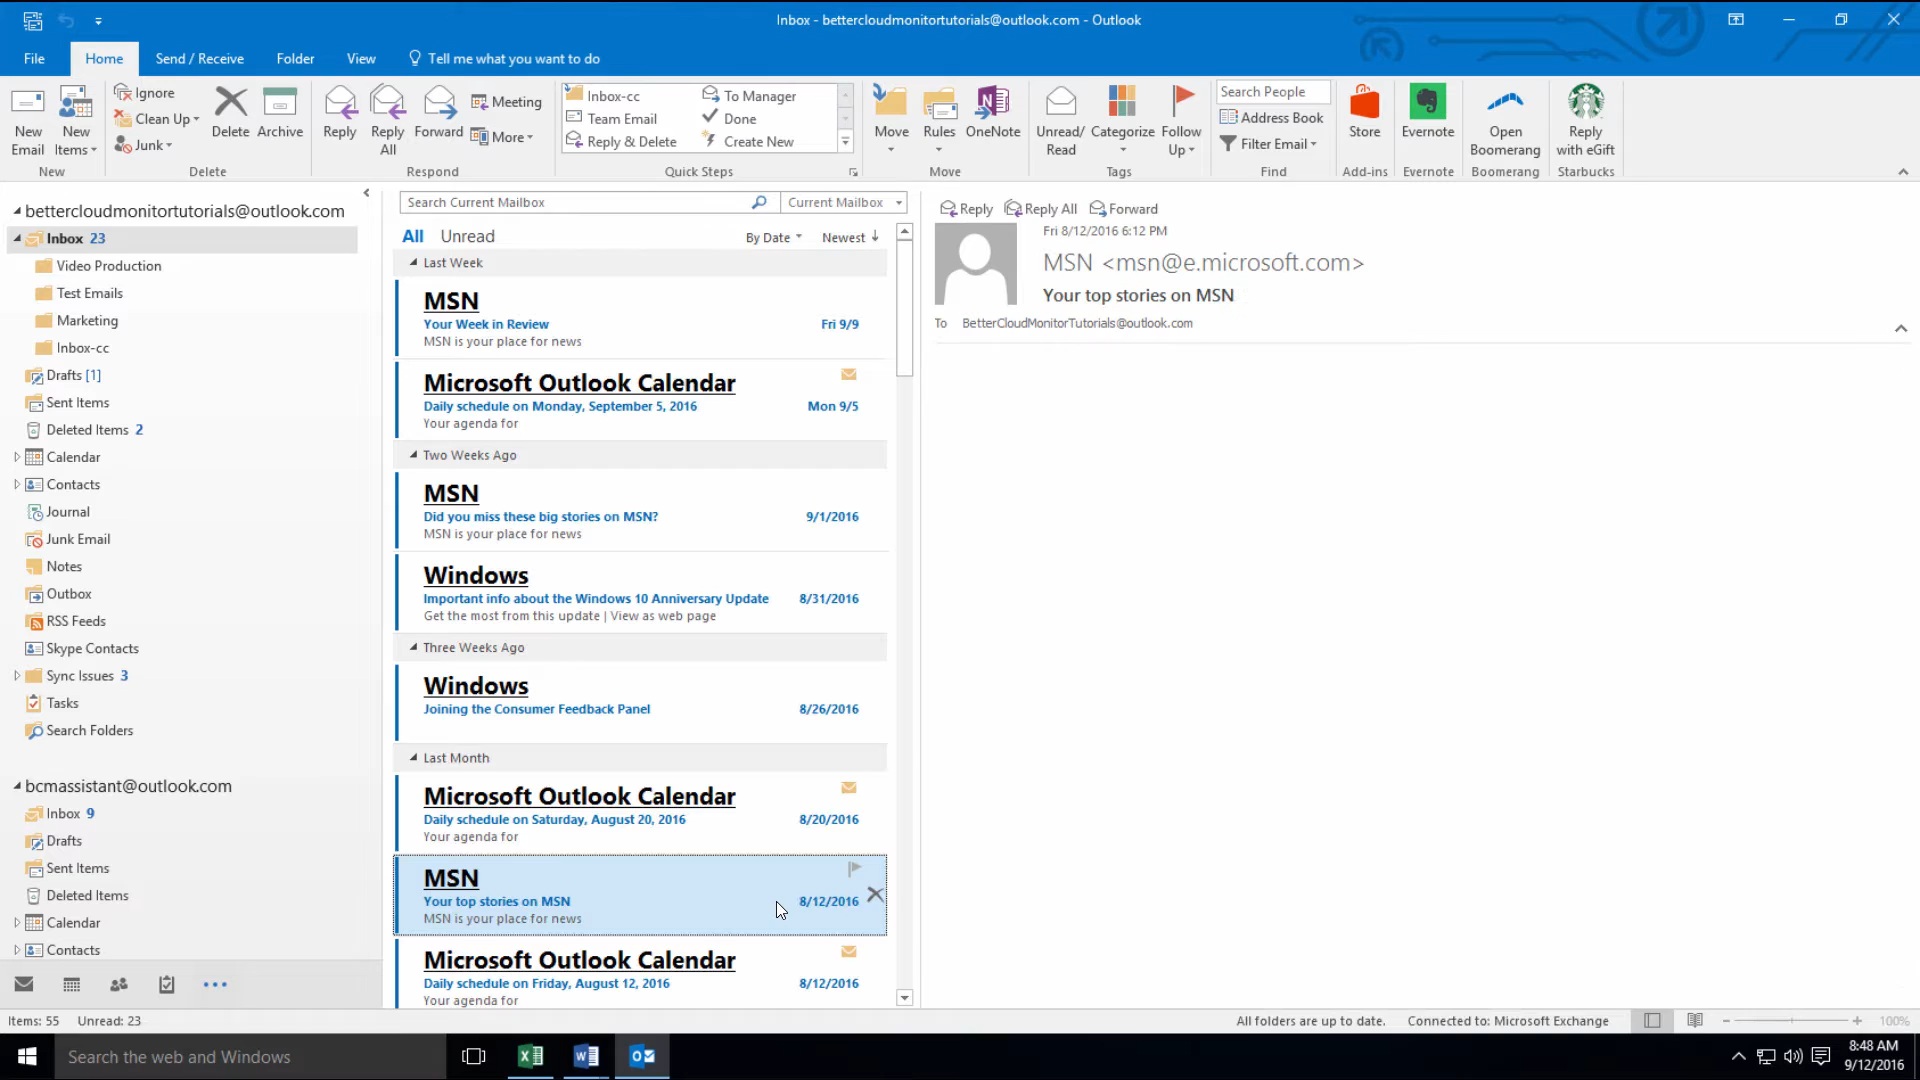 Inbox - bettercloudmonitortutorials@outlook.com - Outlook
File
Home
Send / Receive
Folder
View
Tell me what you want to do
New Email
New Items
New
Ignore
Clean Up
Junk
Delete
Archive
Delete
Reply
Reply All
Forward
Meeting
More
Respond
Inbox-cc
Team Email
Reply & Delete
To Manager
Done
Create New
Quick Steps
Move
Rules
OneNote
Move
Unread/ Read
Categorize
Follow Up
Tags
Search People
Address Book
Filter Email
Find
Store
Add-ins
Evernote
Evernote
Open Boomerang
Boomerang
Reply with eGift
Starbucks
bettercloudmonitortutorials@outlook.com
Inbox 23
Video Production
Test Emails
Marketing
Inbox-cc
Drafts [1]
Sent Items
Deleted Items 2
Calendar
Contacts
Journal
Junk Email
Notes
Outbox
RSS Feeds
Skype Contacts
Sync Issues 3
Tasks
Search Folders
bcmassistant@outlook.com
Inbox 9
Drafts
Sent Items
Deleted Items
Calendar
Contacts
Search Current Mailbox
Current Mailbox
All
Unread
By Date
Newest
Last Week
MSN
Your Week in Review Fri 9/9
MSN is your place for news
Microsoft Outlook Calendar
Daily schedule on Monday, September 5, 2016 Mon 9/5
Your agenda for
Two Weeks Ago
MSN
Did you miss these big stories on MSN? 9/1/2016
MSN is your place for news
Windows
Important info about the Windows 10 Anniversary Update 8/31/2016
Get the most from this update | View as web page
Three Weeks Ago
Windows
Joining the Consumer Feedback Panel 8/26/2016
Last Month
Microsoft Outlook Calendar
Daily schedule on Saturday, August 20, 2016 8/20/2016
Your agenda for
MSN
Your top stories on MSN 8/12/2016
MSN is your place for news
Microsoft Outlook Calendar
Daily schedule on Friday, August 12, 2016 8/12/2016
Your agenda for
Reply
Reply All
Forward
Fri 8/12/2016 6:12 PM
MSN <msn@e.microsoft.com>
Your top stories on MSN
To BetterCloudMonitorTutorials@outlook.com
Items: 55 Unread: 23
All folders are up to date.
Connected to: Microsoft Exchange
100%
Search the web and Windows
8:48 AM
9/12/2016